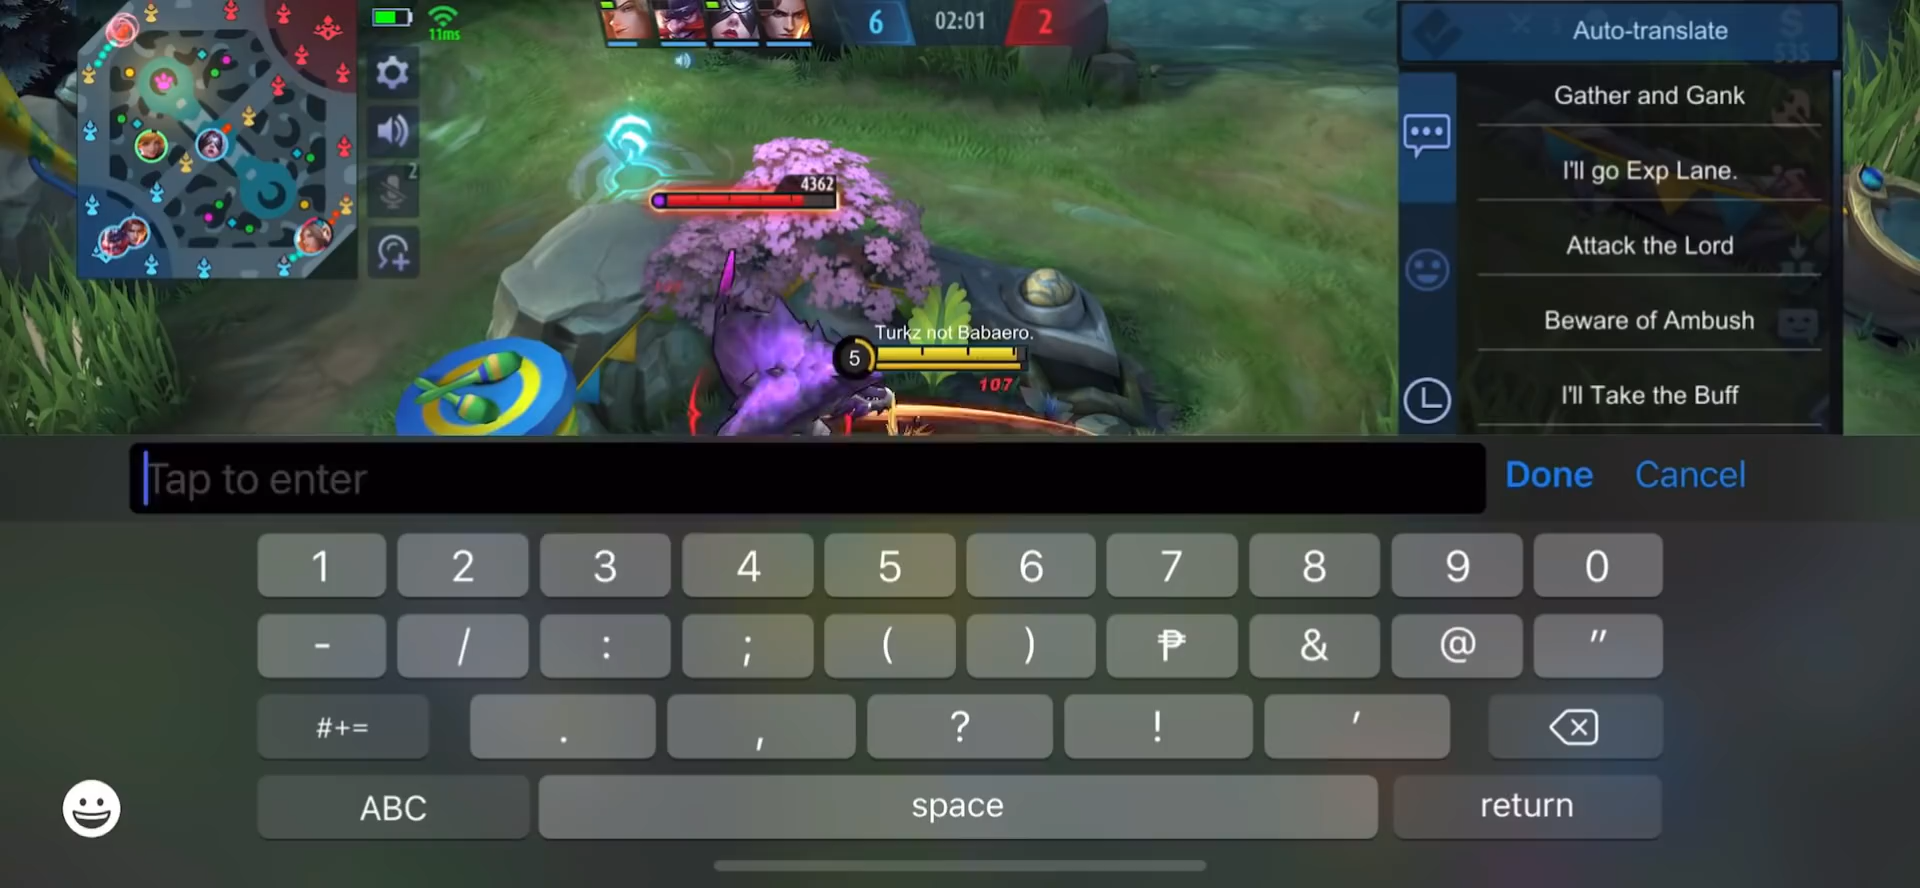 11ms
6
02:01
2
2
4362
Turkz not Babaero.
5
107
Auto-translate
535
Gather and Gank
I'll go Exp Lane.
Attack the Lord
Beware of Ambush
I'll Take the Buff
Tap to enter
Done
Cancel
1 2 3 4 5 6 7 8 9 0
- / : ; ( ) ₱ & @ "
#+= . , ? ! '
ABC space return